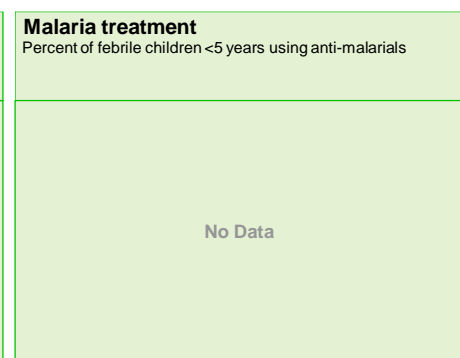 Malaria treatment
Percent of febrile children <5 years using anti-malarials
No Data